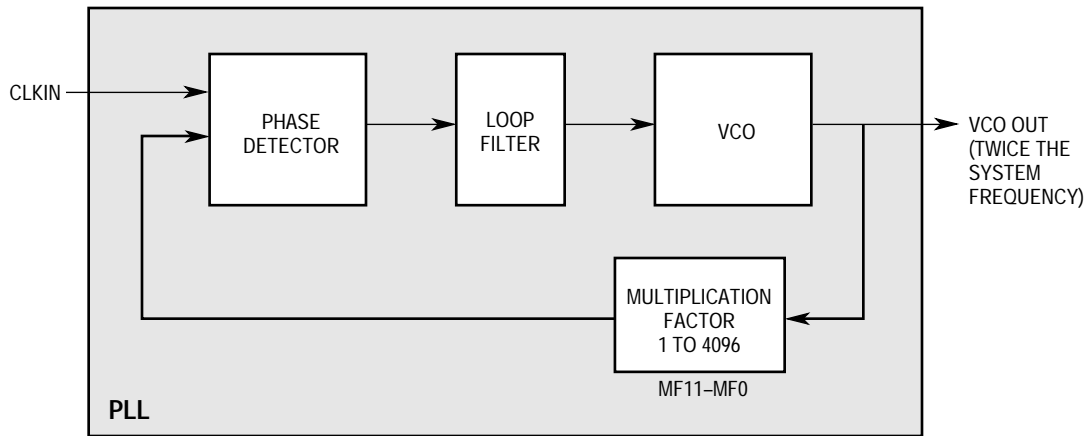 CLKIN
PHASE
DETECTOR
LOOP
FILTER
VCO
VCO OUT
(TWICE THE
SYSTEM
FREQUENCY)
MULTIPLICATION
FACTOR
1 TO 4096
MF11–MF0
PLL